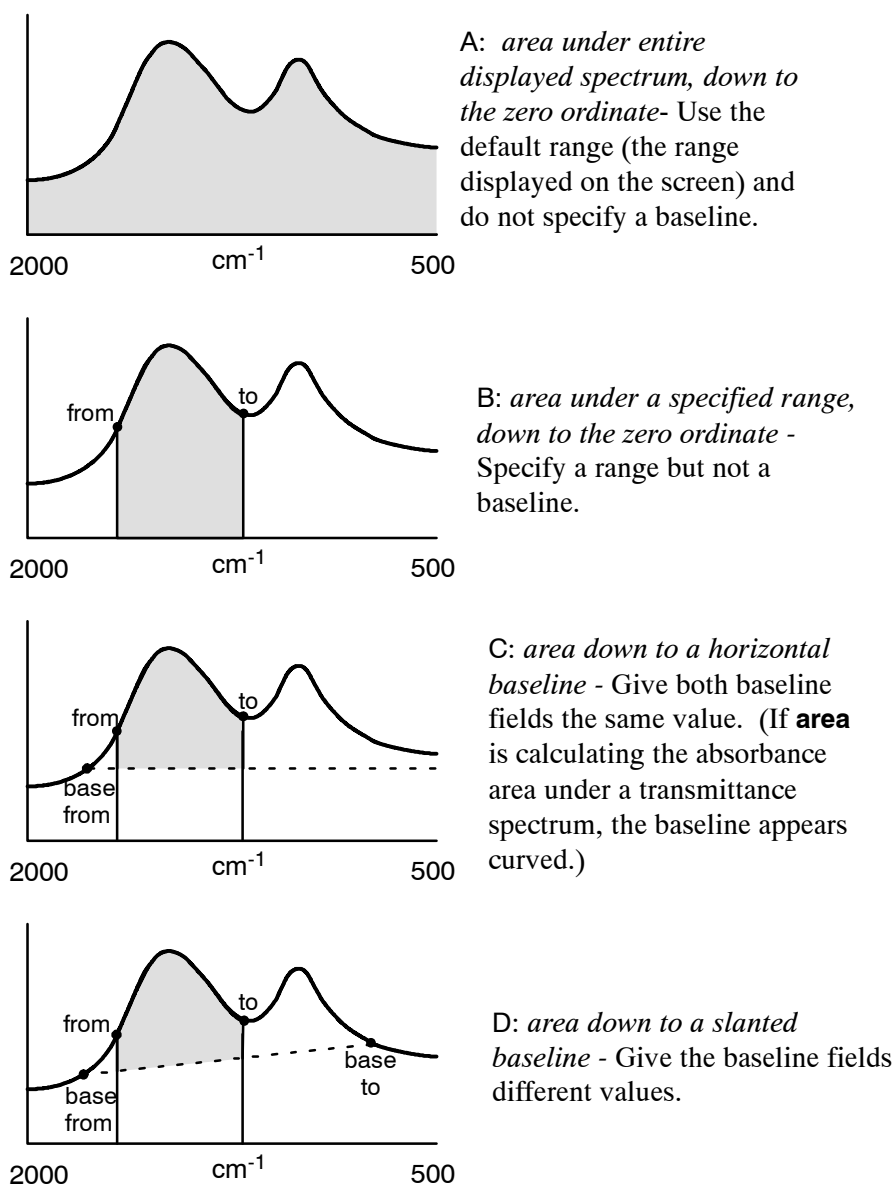 A: area under entire
displayed spectrum, down to
the zero ordinate- Use the
default range (the range
displayed on the screen) and
do not specify a baseline.
2000
cm-1
500
from
to
B: area under a specified range,
down to the zero ordinate -
Specify a range but not a
baseline.
2000
cm-1
500
from
to
base
from
C: area down to a horizontal
baseline - Give both baseline
fields the same value. (If area
is calculating the absorbance
area under a transmittance
spectrum, the baseline appears
curved.)
2000
cm-1
500
from
to
base
from
base
to
D: area down to a slanted
baseline - Give the baseline fields
different values.
2000
cm-1
500